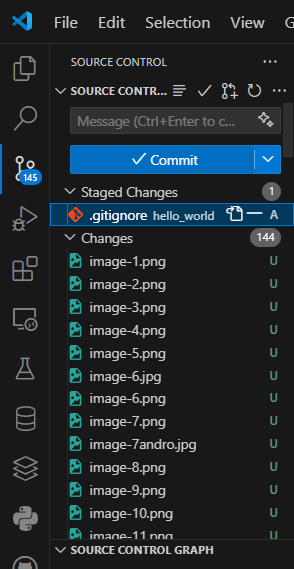 File Edit Selection View
SOURCE CONTROL ···
SOURCE CONTR... ···
Message (Ctrl+Enter to c...
Commit
145
Staged Changes 1
.gitignore hello_world A
Changes 144
image-1.png U
image-2.png U
image-3.png U
image-4.png U
image-5.png U
image-6.jpg U
image-6.png U
image-7.png U
image-7andro.jpg U
image-8.png U
image-9.png U
image-10.png U
image-11.png U
SOURCE CONTROL GRAPH